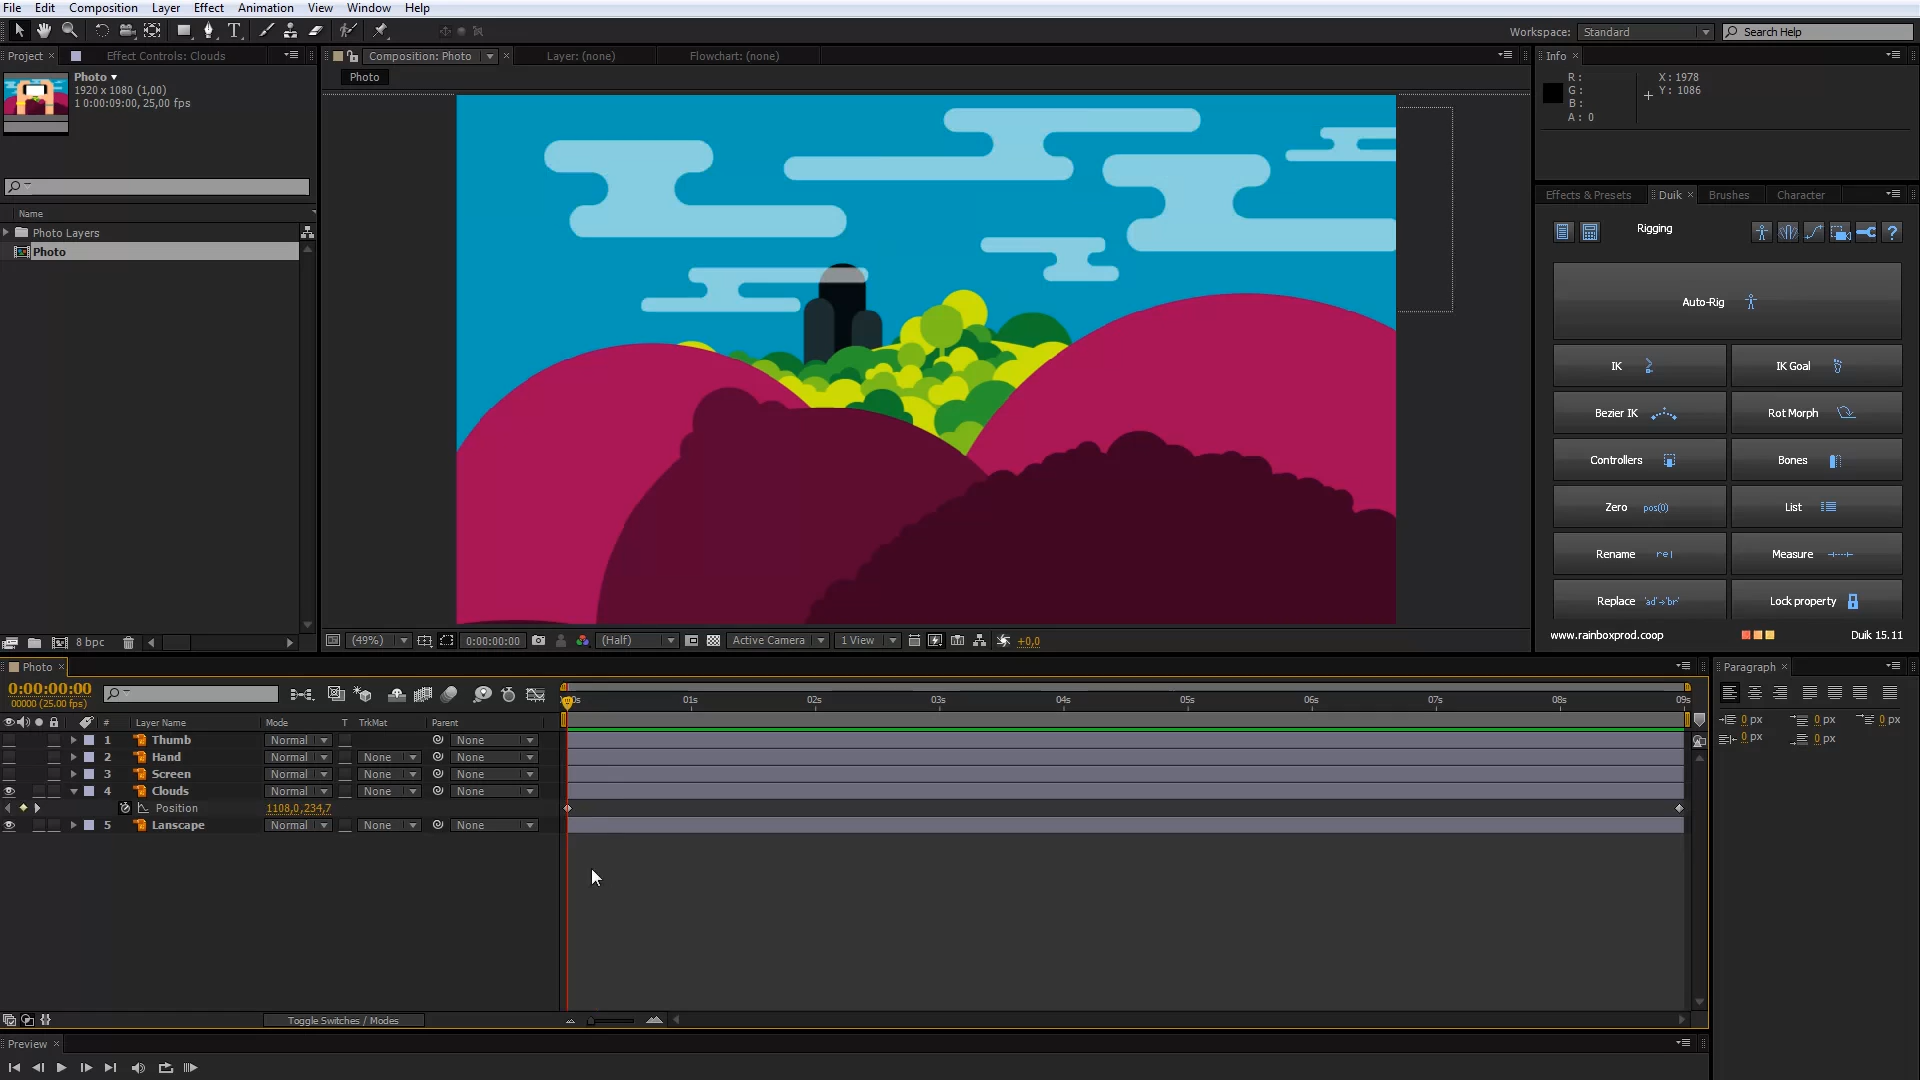 File Edit Composition Layer Effect Animation View Window Help
Workspace: Standard Search Help
Project × Effect Controls: Clouds
Composition: Photo × Layer: (none) Flowchart: (none)
Info ×
Photo
1920 x 1080 (1,00)
1 0:00:09:00, 25,00 fps
Photo
R :
G :
B :
A : 0
X : 1978
Y : 1086
Effects & Presets Duik × Brushes Character
Name
Photo Layers
Photo
Rigging ?
Auto-Rig
IK IK Goal
Bezier IK Rot Morph
Controllers Bones
Zero pos(0) List
Rename re| Measure
Replace 'ad'→'br' Lock property
www.rainboxprod.coop Duik 15.11
8 bpc
(49%) 0:00:00:00 (Half) Active Camera 1 View +0,0
Photo ×
Paragraph ×
0:00:00:00
00000 (25.00 fps)
01s 02s 03s 04s 05s 06s 07s 08s 09s
# Layer Name Mode T TrkMat Parent
1 Thumb Normal None
2 Hand Normal None None
3 Screen Normal None None
4 Clouds Normal None None
Position 1108,0,234,7
5 Lanscape Normal None None
0 px 0 px 0 px
0 px 0 px
Toggle Switches / Modes
Preview ×